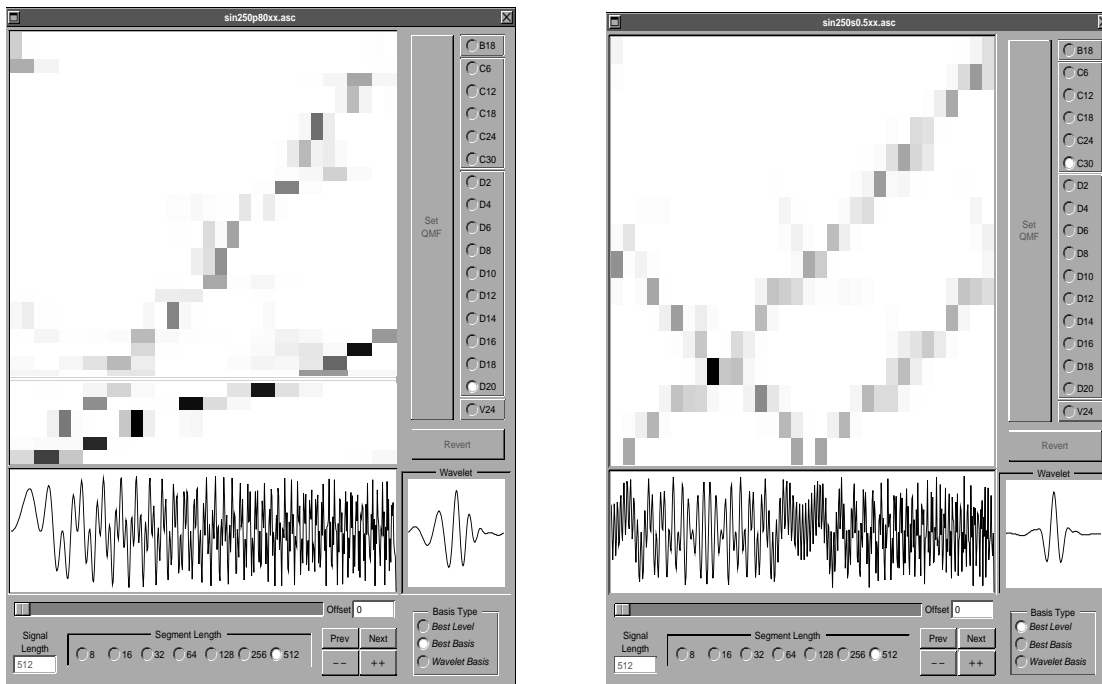 sin250p80xx.asc
B18
C6
C12
C18
C24
C30
D2
D4
D6
Set
QMF
D8
D10
D12
D14
D16
D18
D20
V24
Revert
Wavelet
Offset 0
Basis Type
Best Level
Best Basis
Wavelet Basis
Signal
Length
512
Segment Length
8 16 32 64 128 256 512
Prev Next
-- ++
sin250s0.5xx.asc
B18
C6
C12
C18
C24
C30
D2
D4
D6
Set
QMF
D8
D10
D12
D14
D16
D18
D20
V24
Revert
Wavelet
Offset 0
Basis Type
Best Level
Best Basis
Wavelet Basis
Signal
Length
512
Segment Length
8 16 32 64 128 256 512
Prev Next
-- ++